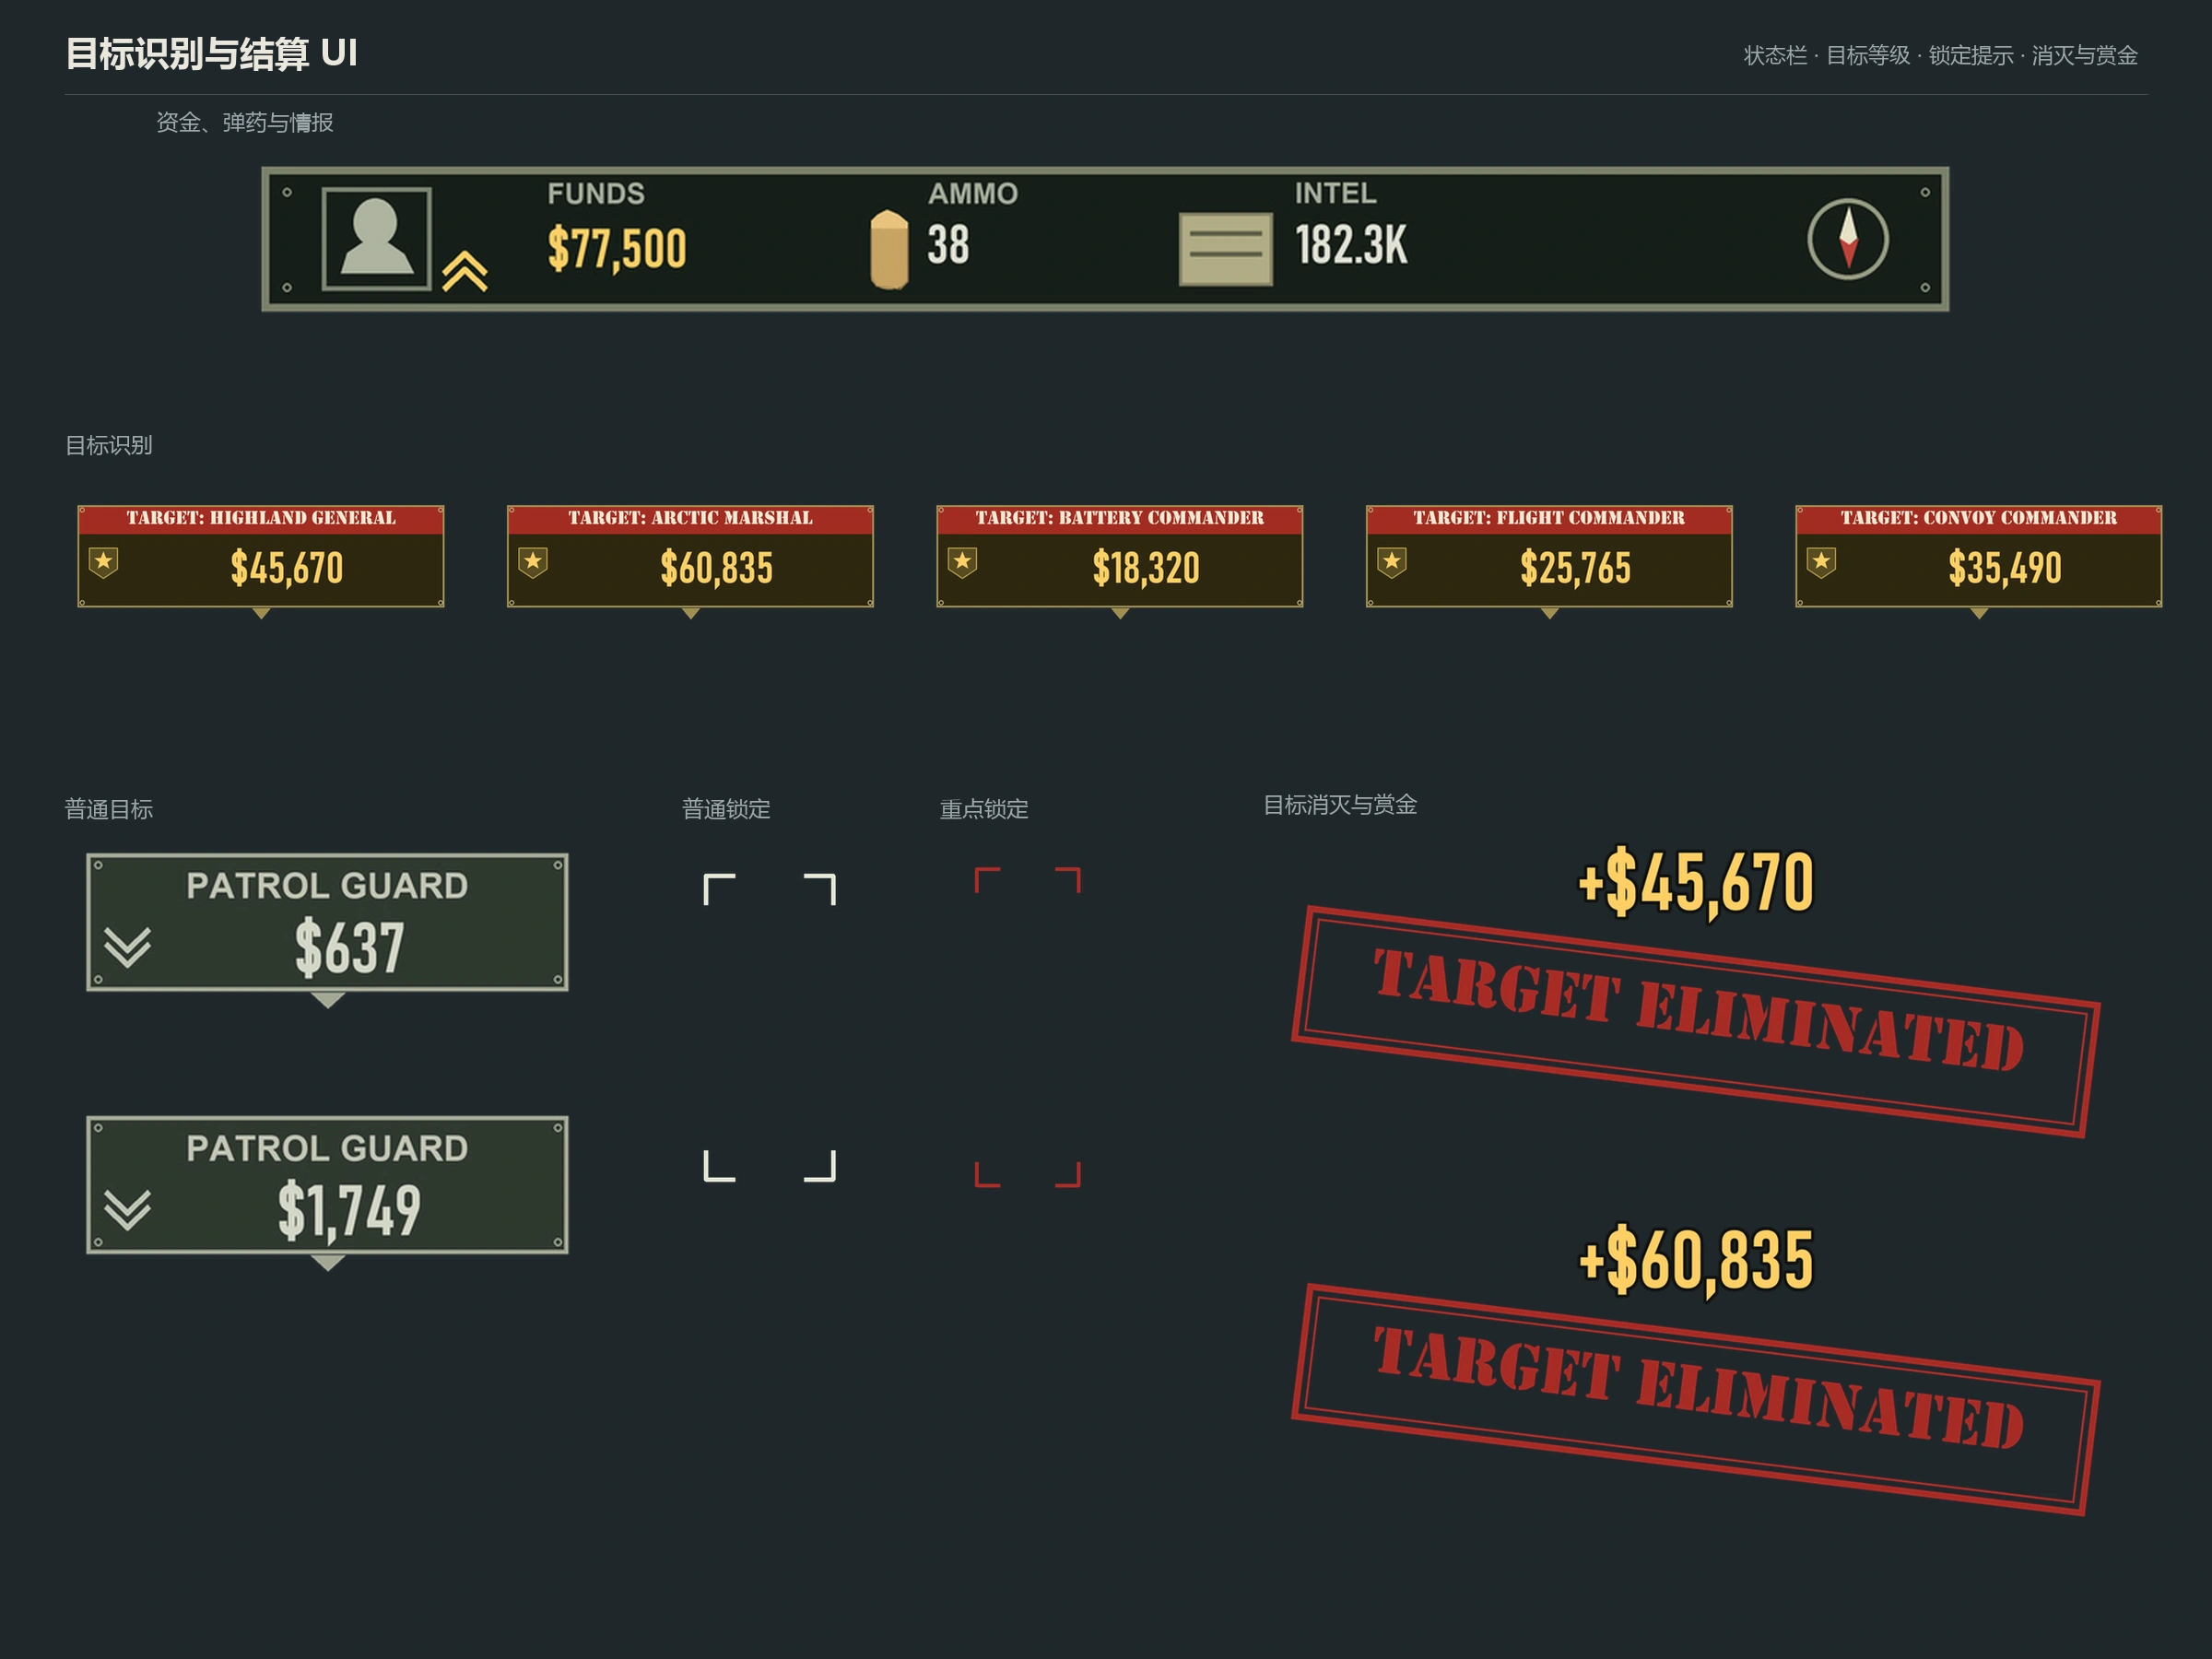 目标识别与结算 UI
状态栏 · 目标等级 · 锁定提示 · 消灭与赏金
资金、弹药与情报
FUNDS
$77,500
AMMO
38
INTEL
182.3K
目标识别
TARGET: HIGHLAND GENERAL
$45,670
TARGET: ARCTIC MARSHAL
$60,835
TARGET: BATTERY COMMANDER
$18,320
TARGET: FLIGHT COMMANDER
$25,765
TARGET: CONVOY COMMANDER
$35,490
普通目标
PATROL GUARD
$637
PATROL GUARD
$1,749
普通锁定
重点锁定
目标消灭与赏金
+$45,670
TARGET ELIMINATED
+$60,835
TARGET ELIMINATED